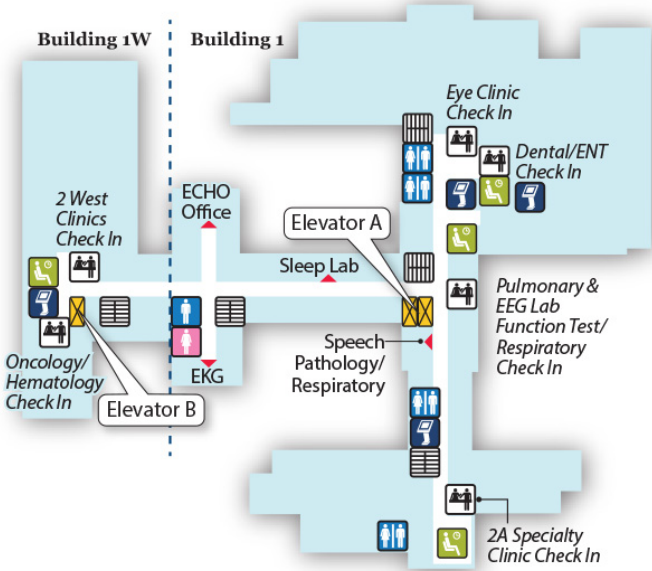 Building 1W
Building 1
Eye Clinic
Check In
Dental/ENT
Check In
2 West
Clinics
Check In
ECHO
Office
Elevator A
Sleep Lab
Pulmonary &
EEG Lab
Function Test/
Respiratory
Check In
Speech
Pathology/
Respiratory
Oncology/
Hematology
Check In
EKG
Elevator B
2A Specialty
Clinic Check In